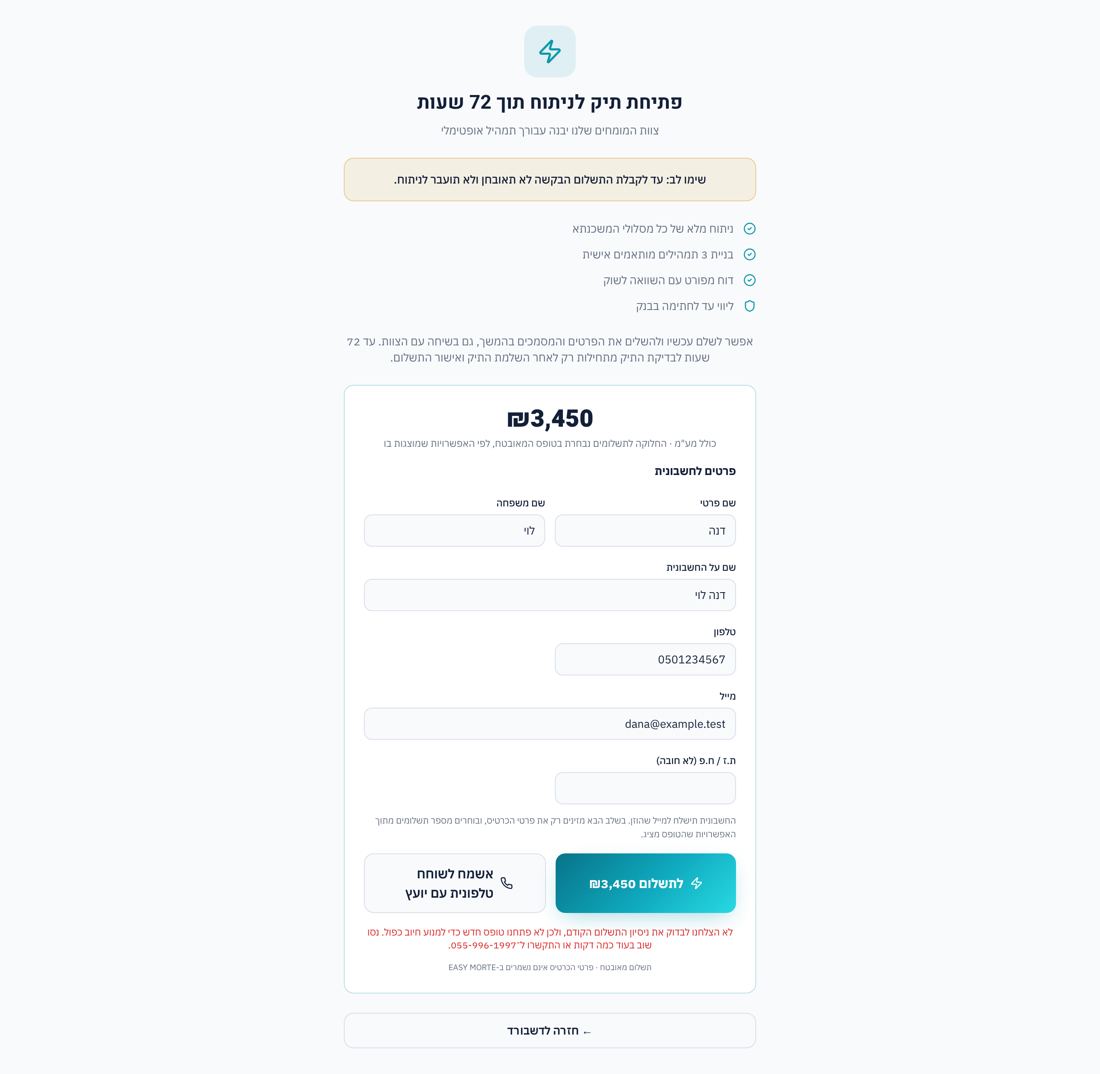 פתיחת תיק לניתוח תוך 72 שעות
צוות המומחים שלנו יבנה עבורך תמהיל אופטימלי
שימו לב: עד לקבלת התשלום הבקשה לא תאובחן ולא תועבר לניתוח.
ניתוח מלא של כל מסלולי המשכנתא
בניית 3 תמהילים מותאמים אישית
דוח מפורט עם השוואה לשוק
ליווי עד לחתימה בבנק
אפשר לשלם עכשיו ולהשלים את הפרטים והמסמכים בהמשך, גם בשיחה עם הצוות. עד 72
שעות לבדיקת התיק מתחילות רק לאחר השלמת התיק ואישור התשלום.
₪3,450
כולל מע"מ · החלוקה לתשלומים נבחרת בטופס המאובטח, לפי האפשרויות שמוצגות בו
פרטים לחשבונית
שם פרטי
שם משפחה
דנה
לוי
שם על החשבונית
דנה לוי
טלפון
0501234567
מייל
dana@example.test
ת.ז / ח.פ (לא חובה)
החשבונית תישלח למייל שהוזן. בשלב הבא מזינים רק את פרטי הכרטיס, ובוחרים מספר תשלומים מתוך
האפשרויות שהטופס מציג.
לתשלום ₪3,450
אשמח לשוחח
טלפונית עם יועץ
לא הצלחנו לבדוק את ניסיון התשלום הקודם, ולכן לא פתחנו טופס חדש כדי למנוע חיוב כפול. נסו
שוב בעוד כמה דקות או התקשרו ל־055-996-1997.
תשלום מאובטח · פרטי הכרטיס אינם נשמרים ב-EASY MORTE
← חזרה לדשבורד